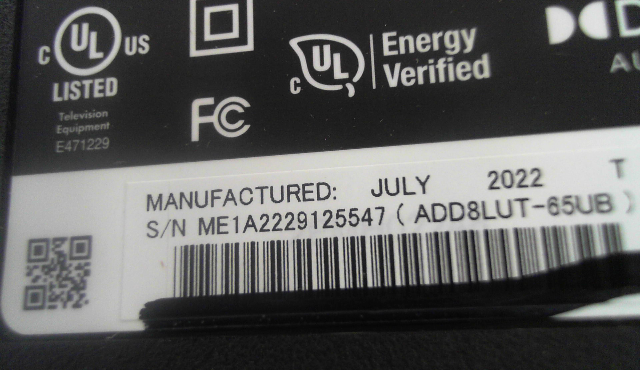 C UL US
LISTED
Television
Equipment
E471229
FC
C UL
Energy
Verified
MANUFACTURED: JULY 2022 T
S/N ME1A2229125547 ( ADD8LUT-65UB )